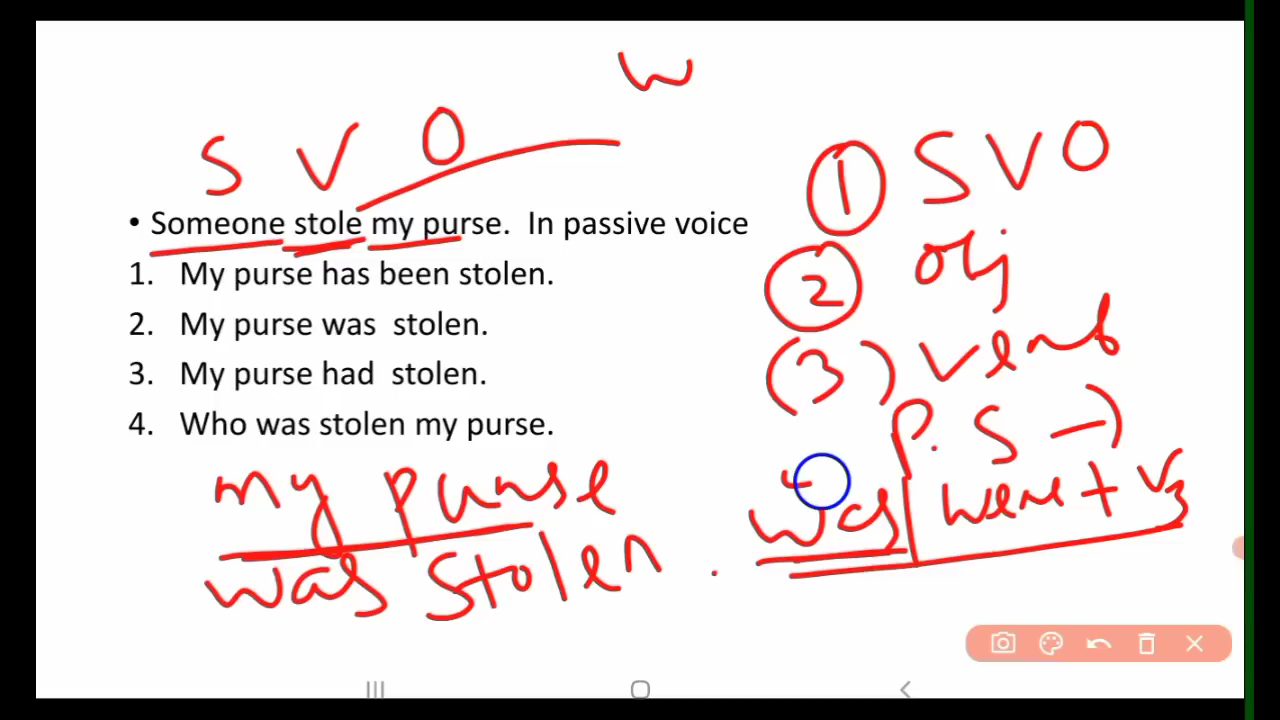 W
S V O
① S V O
• Someone stole my purse. In passive voice
② obj
1. My purse has been stolen.
2. My purse was stolen.
(3) verb
3. My purse had stolen.
4. Who was stolen my purse.
P. S →
my purse
was | were + V3
was stolen.